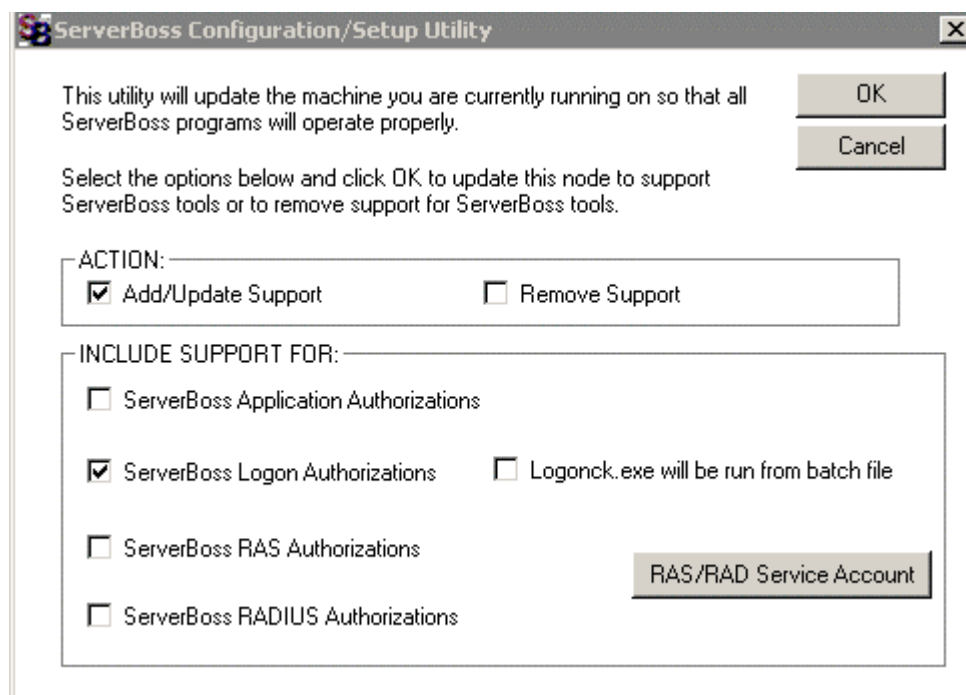 ServerBoss Configuration/Setup Utility
This utility will update the machine you are currently running on so that all
ServerBoss programs will operate properly.
OK
Cancel
Select the options below and click OK to update this node to support
ServerBoss tools or to remove support for ServerBoss tools.
ACTION:
Add/Update Support
Remove Support
INCLUDE SUPPORT FOR:
ServerBoss Application Authorizations
ServerBoss Logon Authorizations
Logonck.exe will be run from batch file
ServerBoss RAS Authorizations
RAS/RAD Service Account
ServerBoss RADIUS Authorizations